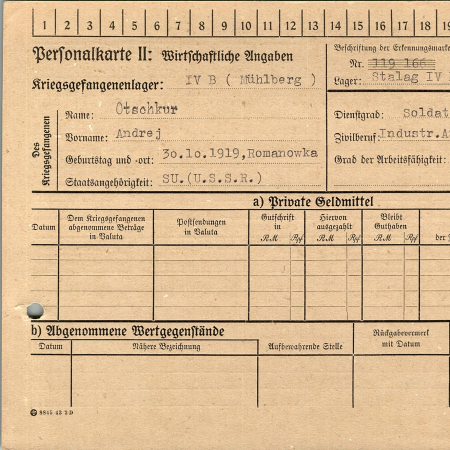 1 2 3 4 5 6 7 8 9 10 11 12 13 14 15 16 17 18 19
Personalkarte II: Wirtschaftliche Angaben
Kriegsgefangenenlager: IV B ( Mühlberg )
Beschriftung der Erkennungsmarke
Nr. 119 166
Lager: Stalag IV
Des Kriegsgefangenen
Name: Otschkur
Vorname: Andrej
Geburtstag und -ort: 30.10.1919,Romanowka
Staatsangehörigkeit: SU.(U.S.S.R.)
Dienstgrad: Soldat
Zivilberuf: Industr.A
Grad der Arbeitsfähigkeit:
a) Private Geldmittel
Datum
Dem Kriegsgefangenen
abgenommene Beträge
in Valuta
Postsendungen
in Valuta
Gutschrift
in
RM Rpf
Hiervon
ausgezahlt
RM Rpf
Bleibt
Guthaben
RM Rpf
der
b) Abgenommene Wertgegenstände
Datum
Nähere Bezeichnung
Aufbewahrende Stelle
Rückgabevermerk
mit Datum
8845 43 2 D